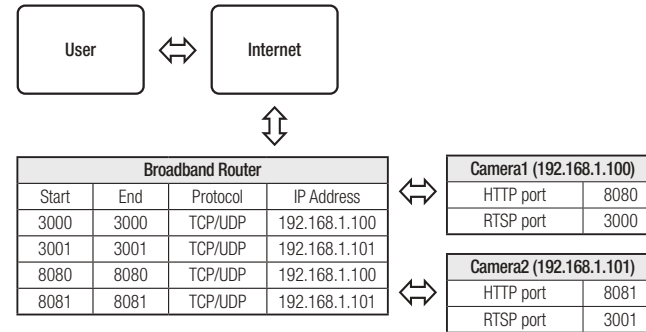 User
Internet
Broadband Router
Start End Protocol IP Address
3000 3000 TCP/UDP 192.168.1.100
3001 3001 TCP/UDP 192.168.1.101
8080 8080 TCP/UDP 192.168.1.100
8081 8081 TCP/UDP 192.168.1.101
Camera1 (192.168.1.100)
HTTP port 8080
RTSP port 3000
Camera2 (192.168.1.101)
HTTP port 8081
RTSP port 3001